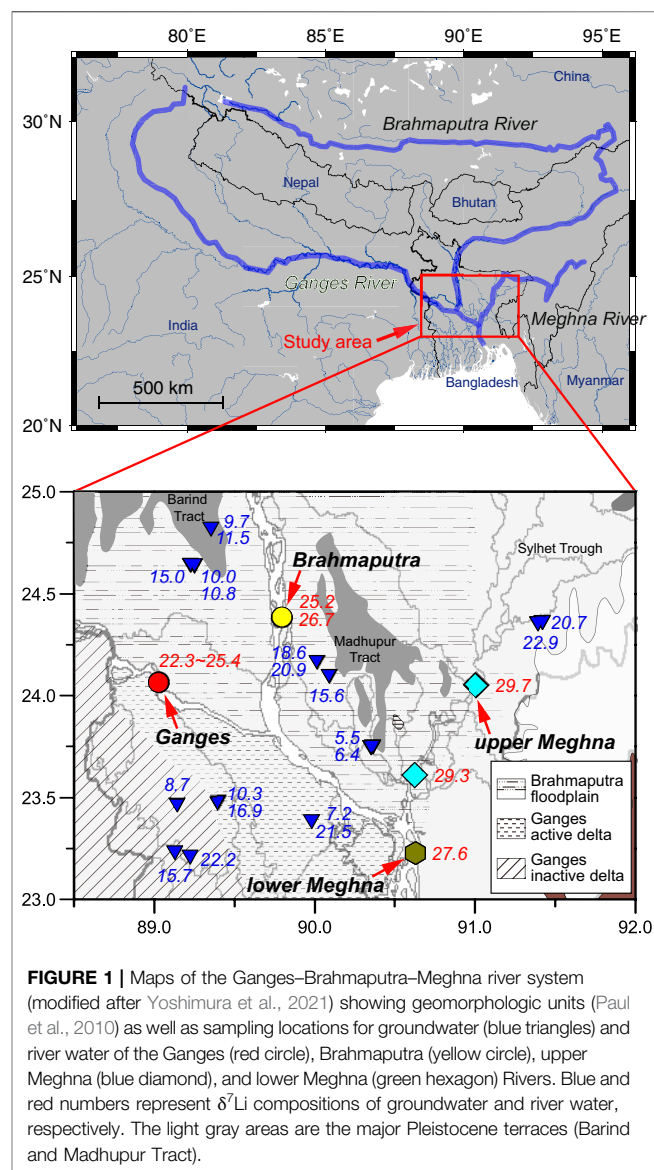 80°E 85°E 90°E 95°E
China
30°N
Brahmaputra River
Nepal
Bhutan
25°N
Ganges River
India
Study area
Meghna River
500 km
Bangladesh
Myanmar
20°N
25.0
Barind
Tract
9.7
11.5
Brahmaputra
Sylhet Trough
15.0
10.0
10.8
24.5
25.2
26.7
20.7
22.9
Madhupur
Tract
18.6
20.9
22.3~25.4
15.6
29.7
24.0
Ganges
upper Meghna
5.5
6.4
29.3
8.7
10.3
16.9
7.2
21.5
23.5
Brahmaputra
floodplain
Ganges
active delta
Ganges
inactive delta
22.2
15.7
27.6
lower Meghna
23.0
89.0 90.0 91.0 92.0
FIGURE 1 | Maps of the Ganges–Brahmaputra–Meghna river system
(modified after Yoshimura et al., 2021) showing geomorphologic units (Paul
et al., 2010) as well as sampling locations for groundwater (blue triangles) and
river water of the Ganges (red circle), Brahmaputra (yellow circle), upper
Meghna (blue diamond), and lower Meghna (green hexagon) Rivers. Blue and
red numbers represent δ⁷Li compositions of groundwater and river water,
respectively. The light gray areas are the major Pleistocene terraces (Barind
and Madhupur Tract).